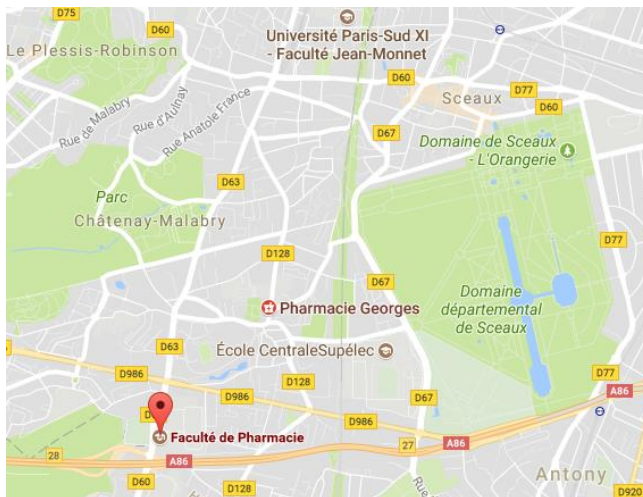 D75
D60
Université Paris-Sud XI
- Faculté Jean-Monnet
Le Plessis-Robinson
D60
D77
Sceaux
D60
Rue de Malabry
Rue d'Aulnay
Rue Anatole France
D67
Domaine de Sceaux
- L'Orangerie
D63
Parc
Châtenay-Malabry
D77
D128
D67
Domaine
départemental
de Sceaux
Pharmacie Georges
D63
École CentraleSupélec
D986
D128
D77
D67
A86
D986
Faculté de Pharmacie
27
A86
28
A86
D60
D128
Antony
D920